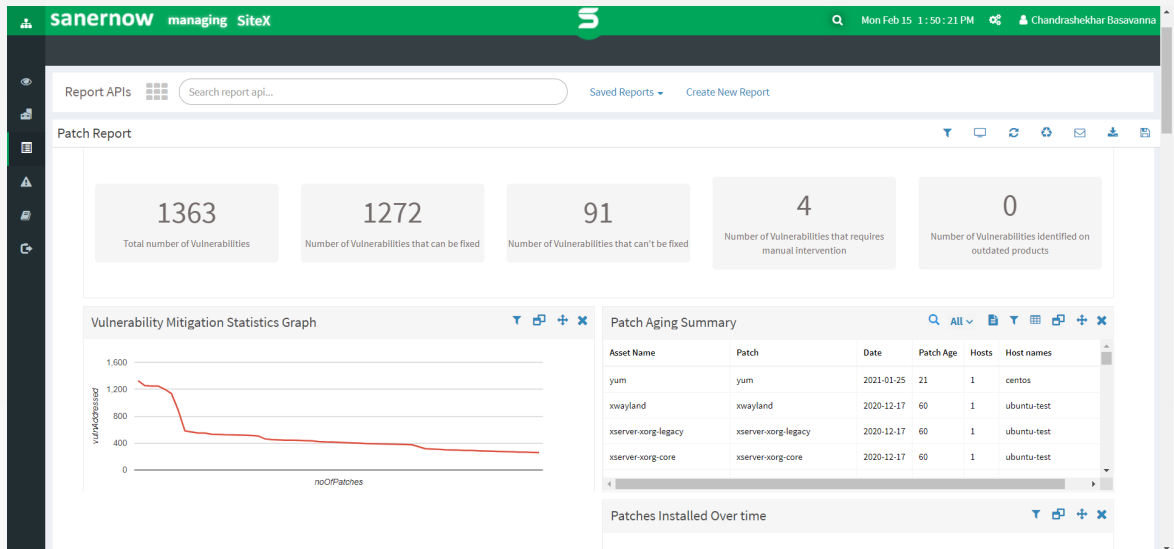 sanernow managing SiteX
Mon Feb 15 1 : 50 : 21 PM Chandrashekhar Basavanna
Report APIs Search report api... Saved Reports Create New Report
Patch Report
1363
Total number of Vulnerabilities
1272
Number of Vulnerabilities that can be fixed
91
Number of Vulnerabilities that can't be fixed
4
Number of Vulnerabilities that requires
manual intervention
0
Number of Vulnerabilities identified on
outdated products
Vulnerability Mitigation Statistics Graph
1,600
1,200
800
400
0
vulnAddressed
noOfPatches
Patch Aging Summary All
Asset Name Patch Date Patch Age Hosts Host names
yum yum 2021-01-25 21 1 centos
xwayland xwayland 2020-12-17 60 1 ubuntu-test
xserver-xorg-legacy xserver-xorg-legacy 2020-12-17 60 1 ubuntu-test
xserver-xorg-core xserver-xorg-core 2020-12-17 60 1 ubuntu-test
Patches Installed Over time